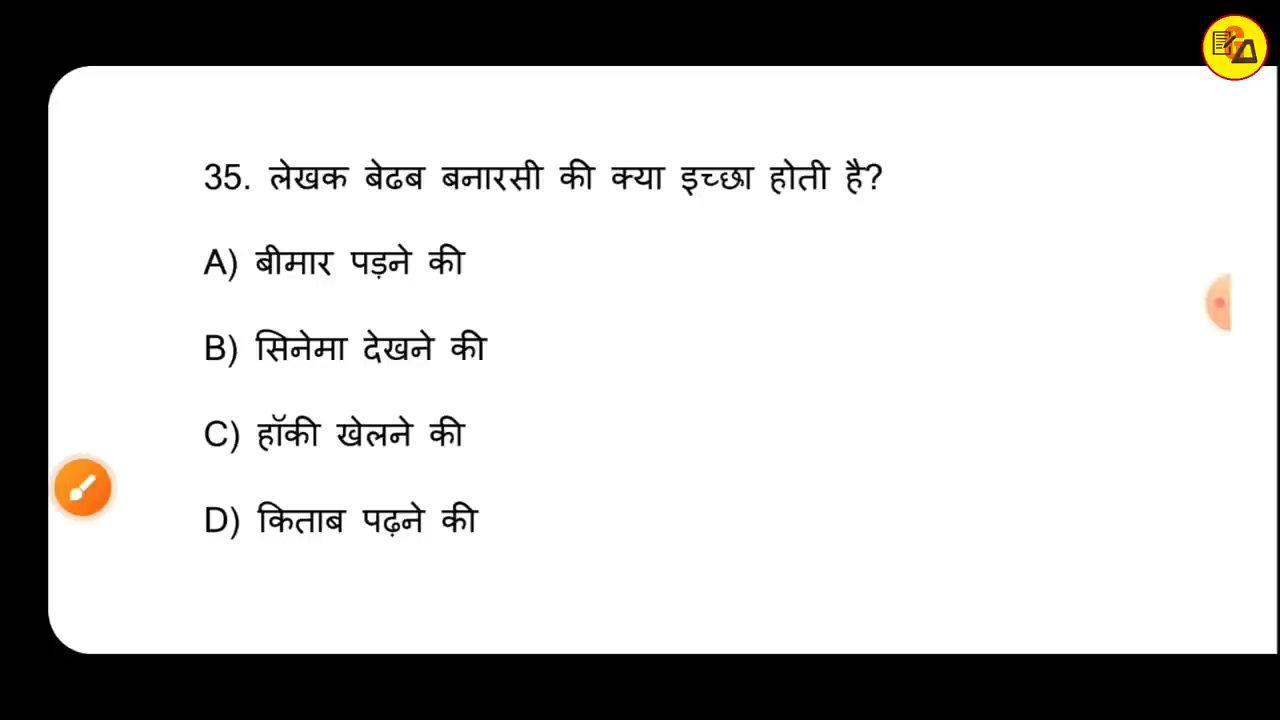 35. लेखक बेढब बनारसी की क्या इच्छा होती है?
A) बीमार पड़ने की
B) सिनेमा देखने की
C) हॉकी खेलने की
D) किताब पढ़ने की